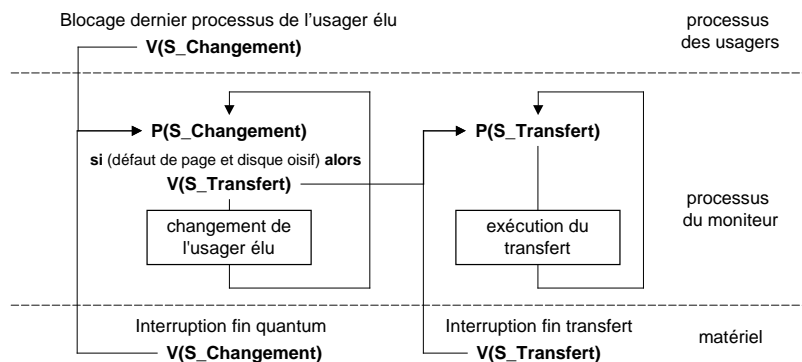 Blocage dernier processus de l'usager élu
V(S_Changement)
processus
des usagers
P(S_Changement)
si (défaut de page et disque oisif) alors
V(S_Transfert)
changement de
l'usager élu
P(S_Transfert)
exécution du
transfert
processus
du moniteur
Interruption fin quantum
V(S_Changement)
Interruption fin transfert
V(S_Transfert)
matériel